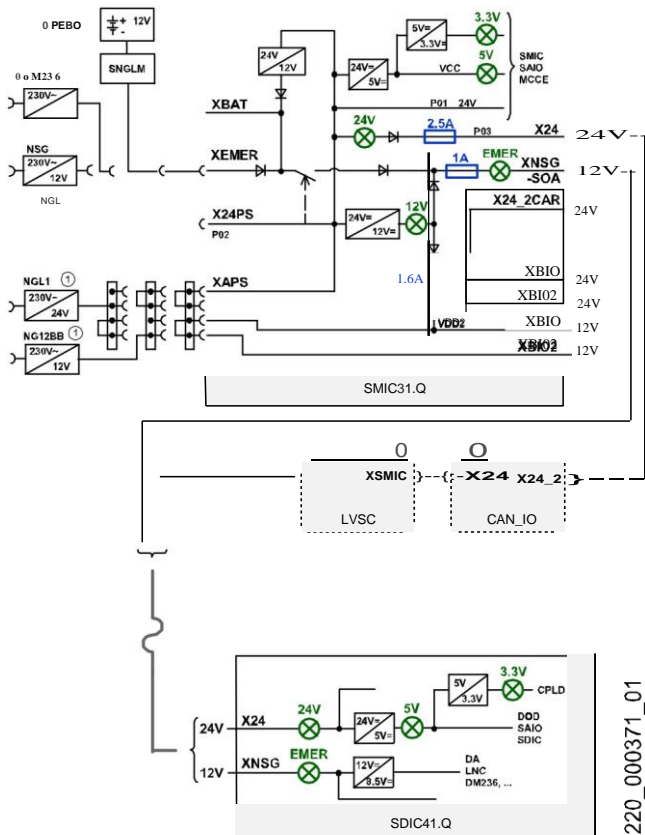 0 PEBO
12V
SNGLM
0 o M23 6
230V~
NSG
230V~
12V
NGL
NGL1 1
230V~
24V
NG12BB 1
230V~
12V
XBAT
XEMER
X24PS
P02
XAPS
24V
12V
24V=
5V=
5V=
3.3V=
3.3V
5V
VCC
SMIC
SAIO
MCCE
P01 24V
24V
2.5A
P03
X24
24V
1A
EMER
XNSG
-SOA
12V
24V=
12V=
12V
1.6A
X24_2CAR
24V
XBIO
24V
XBI02
24V
VDD2
XBIO
12V
12V
SMIC31.Q
0
O
XSMIC
X24
X24_2
LVSC
CAN_IO
24V
X24
24V
24V=
5V=
5V
5V
3.3V
3.3V
CPLD
DOD
SAIO
SDIC
12V
XNSG
EMER
12V=
8.5V=
DA
LNC
DM236, ...
SDIC41.Q
220_000371_01